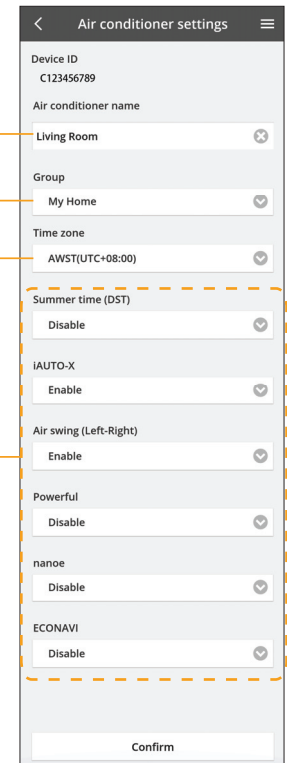 Air conditioner settings
Device ID
C123456789
Air conditioner name
Living Room
Group
My Home
Time zone
AWST(UTC+08:00)
Summer time (DST)
Disable
iAUTO-X
Enable
Air swing (Left-Right)
Enable
Powerful
Disable
nanoe
Disable
ECONAVI
Disable
Confirm